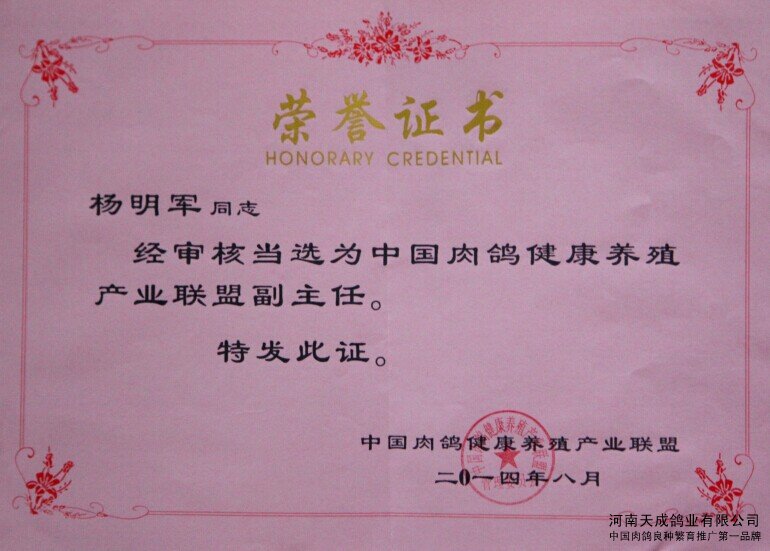 荣誉证书
HONORARY CREDENTIAL
杨明军 同志
经审核当选为中国肉鸽健康养殖
产业联盟副主任。
特发此证。
中国肉鸽健康养殖产业联盟
二0一四年八月
河南天成鸽业有限公司
中国肉鸽良种繁育推广第一品牌